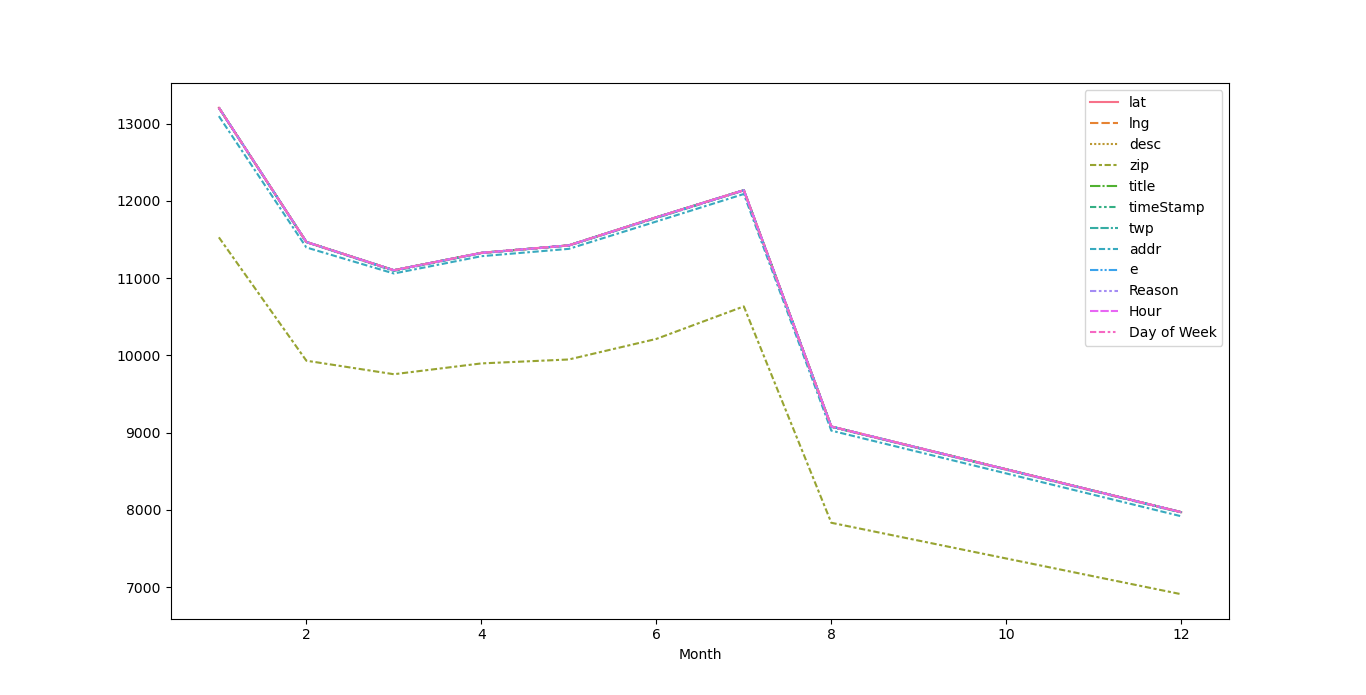 13000
12000
11000
10000
9000
8000
7000
2 4 6 8 10 12
Month
lat
lng
desc
zip
title
timeStamp
twp
addr
e
Reason
Hour
Day of Week